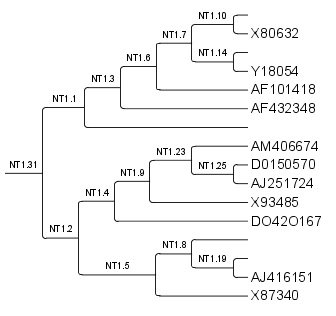 NT1.10
NT1.7
X80632
NT1.14
NT1.6
Y18054
NT1.3
AF101418
NT1.1
AF432348
NT1.23
AM406674
NT1.31
NT1.9
D0150570
NT1.25
AJ251724
NT1.4
X93485
NT1.2
DO42O167
NT1.8
NT1.19
NT1.5
AJ416151
X87340